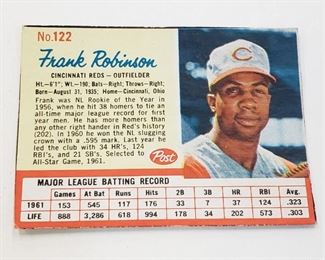 No.122
Frank Robinson
CINCINNATI REDS - OUTFIELDER
Ht.-6'1"; Wt.-190; Bats-Right; Throws-Right;
Born-August 31, 1935; Home-Cincinnati, Ohio
Frank was NL Rookie of the Year in
1956, when he hit 38 homers to tie an
all-time major league record for first
year men. He has more homers than
any other right hander in Red's history
(202). In 1960 he won the NL slugging
crown with a .595 mark. Last year he
led the club with 34 HR's, 124
RBI's, and 21 SB's. Selected to
All-Star Game, 1961.
Post
MAJOR LEAGUE BATTING RECORD
Games At Bat Runs Hits 2B 3B HR RBI Avg.
1961 153 545 117 176 33 7 37 124 .323
LIFE 888 3,286 618 994 178 34 202 573 .303